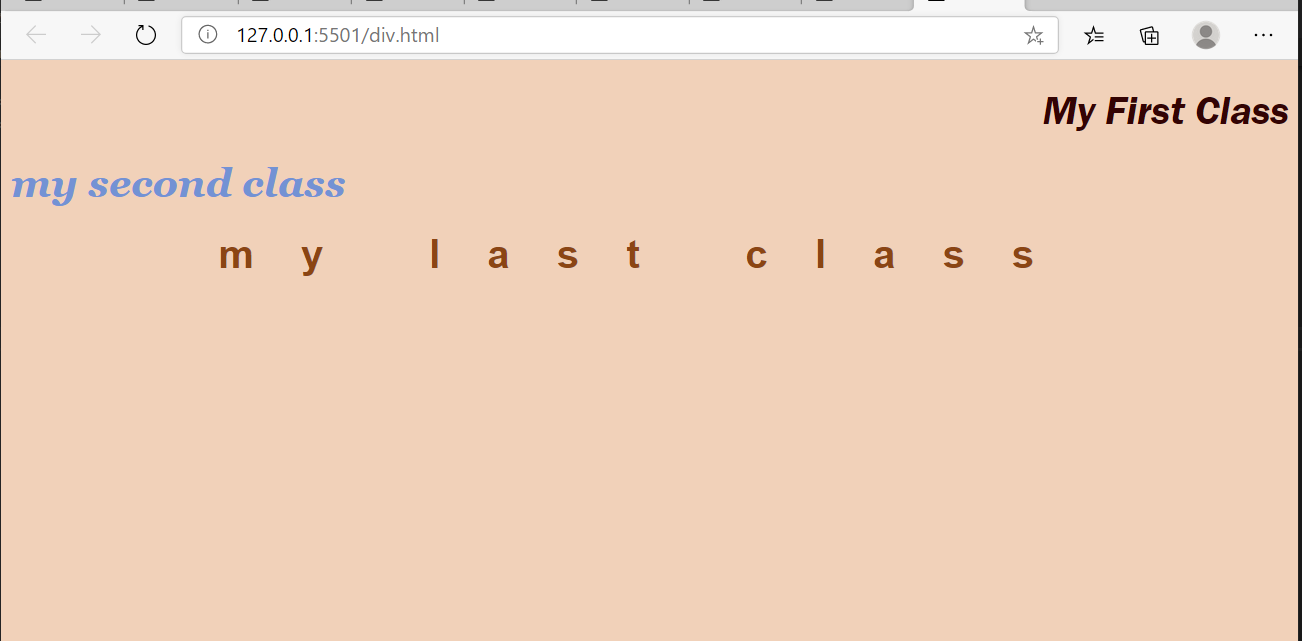 127.0.0.1:5501/div.html
My First Class
my second class
m y l a s t c l a s s